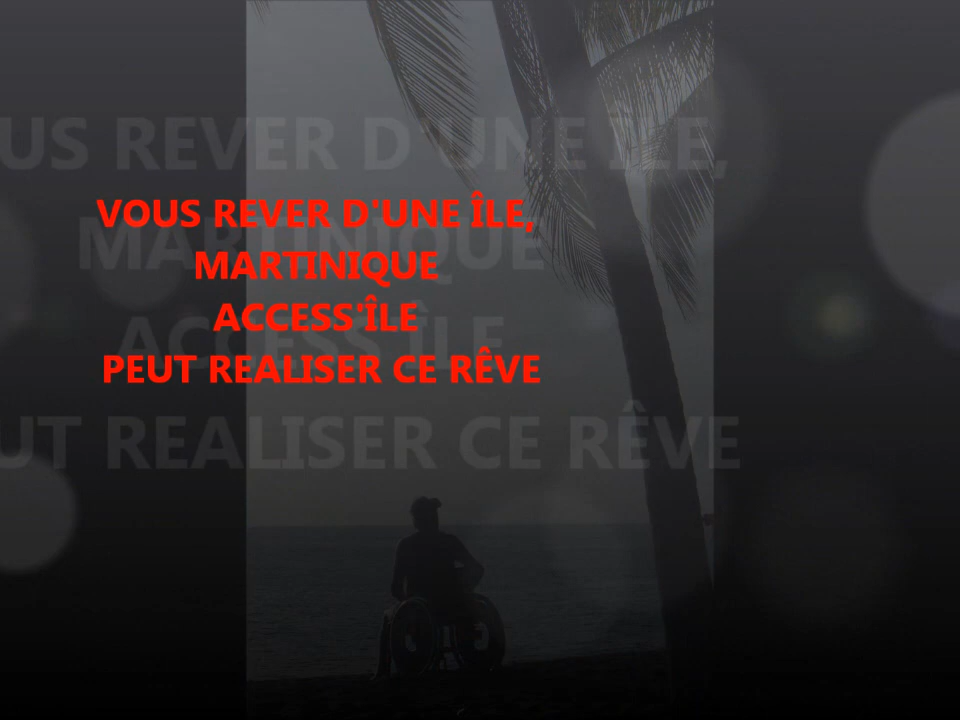 VOUS REVER D'UNE ÎLE,
MARTINIQUE
ACCESS'ÎLE
PEUT REALISER CE RÊVE